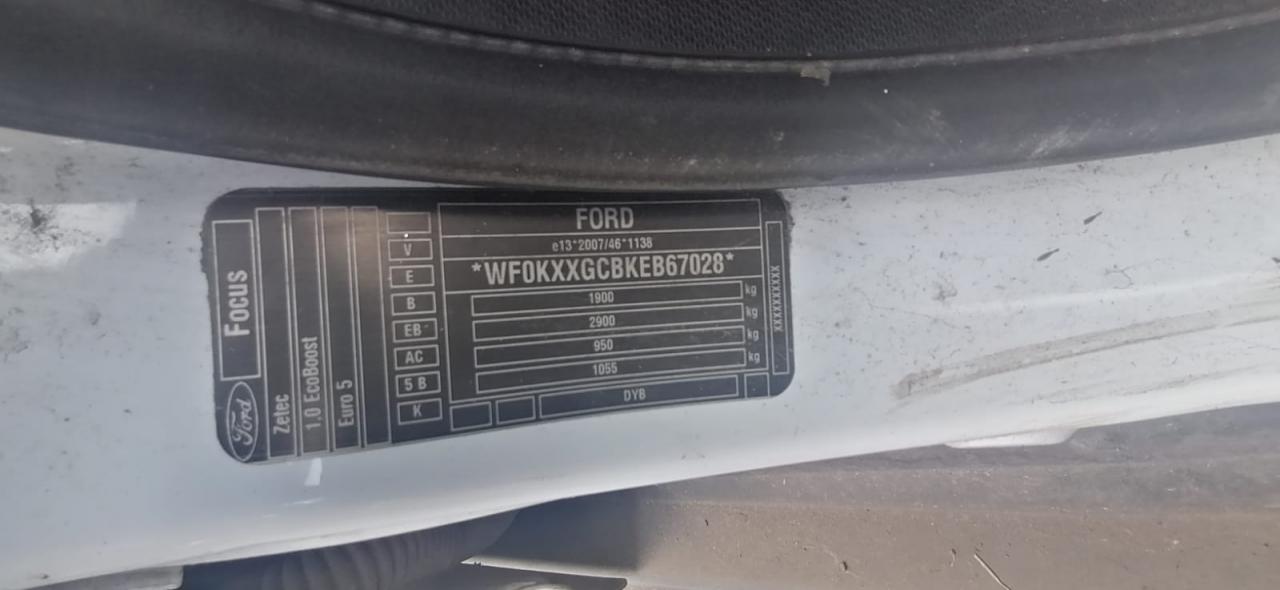 FORD
e13*2007/46*1138
*WF0KXXGCBKEB67028*
1900 kg
2900 kg
950 kg
1055 kg
DYB
XXXXXXXXX
V
E
B
EB
AC
5 B
K
Focus
Ford
Zetec
1,0 EcoBoost
Euro 5